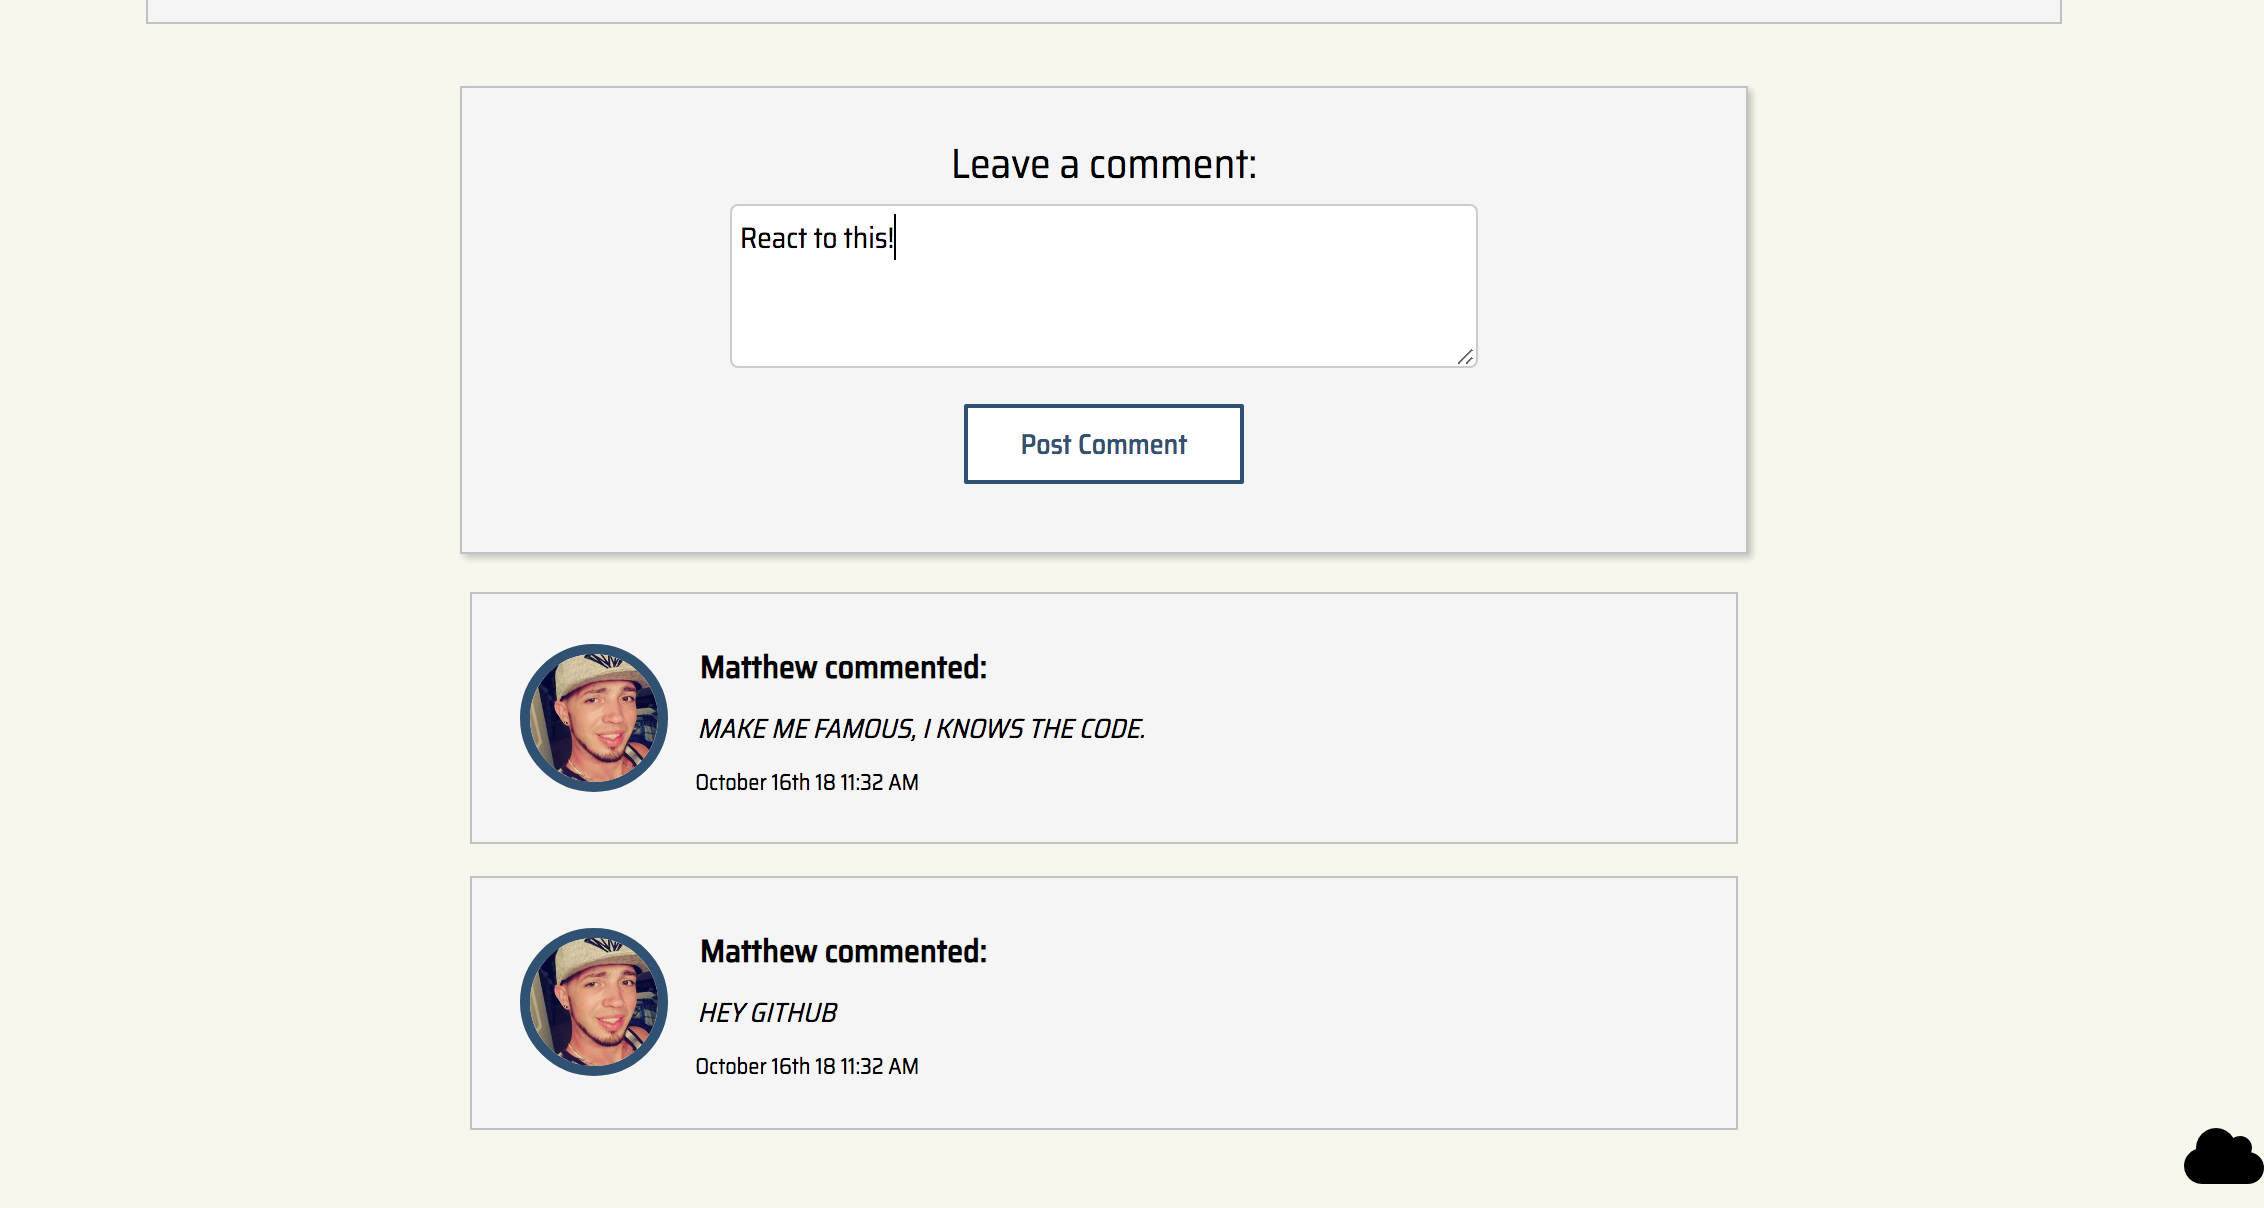 Leave a comment:
React to this!
Post Comment
Matthew commented:
MAKE ME FAMOUS, I KNOWS THE CODE.
October 16th 18 11:32 AM
Matthew commented:
HEY GITHUB
October 16th 18 11:32 AM